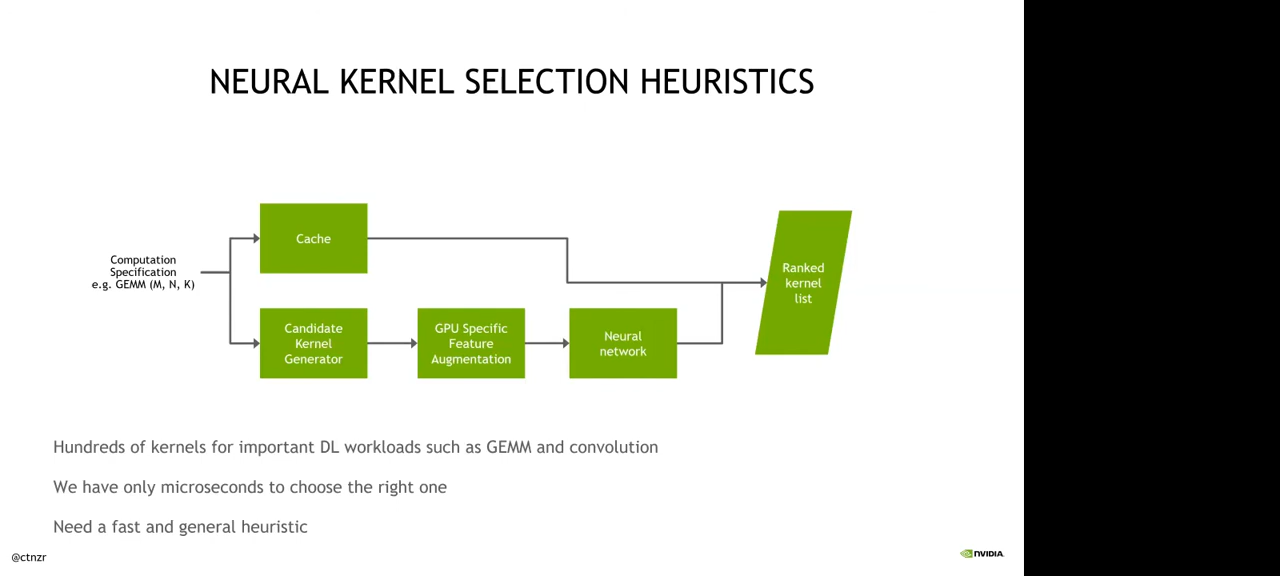 NEURAL KERNEL SELECTION HEURISTICS
Cache
Computation
Specification
e.g. GEMM (M, N, K)
Candidate
Kernel
Generator
GPU Specific
Feature
Augmentation
Neural
network
Ranked
kernel
list
Hundreds of kernels for important DL workloads such as GEMM and convolution
We have only microseconds to choose the right one
Need a fast and general heuristic
@ctnzr
NVIDIA.